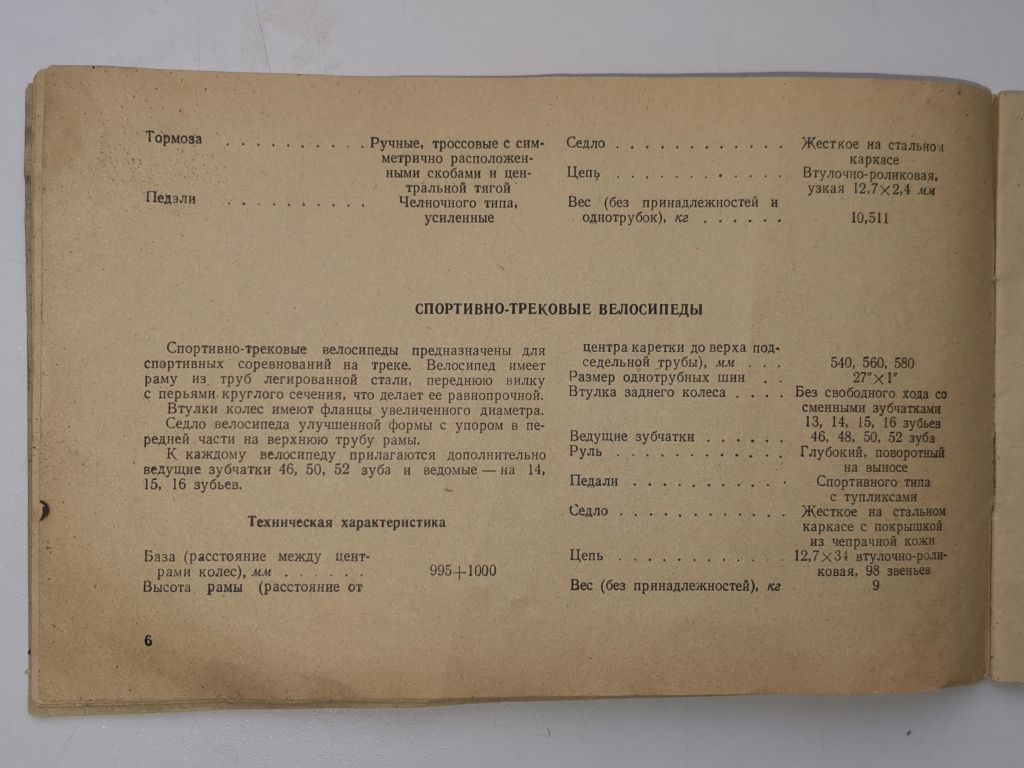 Тормоза . . . . . . . . . . Ручные, троссовые с сим-
метрично расположен-
ными скобами и цен-
тральной тягой
Педали . . . . . . . . . . Челночного типа,
усиленные
Седло . . . . . . . . . . . . Жесткое на стальном
каркасе
Цепь . . . . . . . . . . . . Втулочно-роликовая,
узкая 12,7×2,4 мм
Вес (без принадлежностей и
однотрубок), кг . . . . . . 10,511
СПОРТИВНО-ТРЕКОВЫЕ ВЕЛОСИПЕДЫ
Спортивно-трековые велосипеды предназначены для
спортивных соревнований на треке. Велосипед имеет
раму из труб легированной стали, переднюю вилку
с перьями круглого сечения, что делает ее равнопрочной.
Втулки колес имеют фланцы увеличенного диаметра.
Седло велосипеда улучшенной формы с упором в пе-
редней части на верхнюю трубу рамы.
К каждому велосипеду прилагаются дополнительно
ведущие зубчатки 46, 50, 52 зуба и ведомые — на 14,
15, 16 зубьев.
Техническая характеристика
База (расстояние между цент-
рами колес), мм . . . . . . 995+1000
Высота рамы (расстояние от
центра каретки до верха под-
седельной трубы), мм . . . 540, 560, 580
Размер однотрубных шин . . 27″×1″
Втулка заднего колеса . . . . Без свободного хода со
сменными зубчатками
13, 14, 15, 16 зубьев
Ведущие зубчатки . . . . . . 46, 48, 50, 52 зуба
Руль . . . . . . . . . . . . Глубокий, поворотный
на выносе
Педали . . . . . . . . . . . Спортивного типа
с тупликсами
Седло . . . . . . . . . . . . Жесткое на стальном
каркасе с покрышкой
из чепрачной кожи
Цепь . . . . . . . . . . . . 12,7×34 втулочно-роли-
ковая, 98 звеньев
Вес (без принадлежностей), кг 9
6